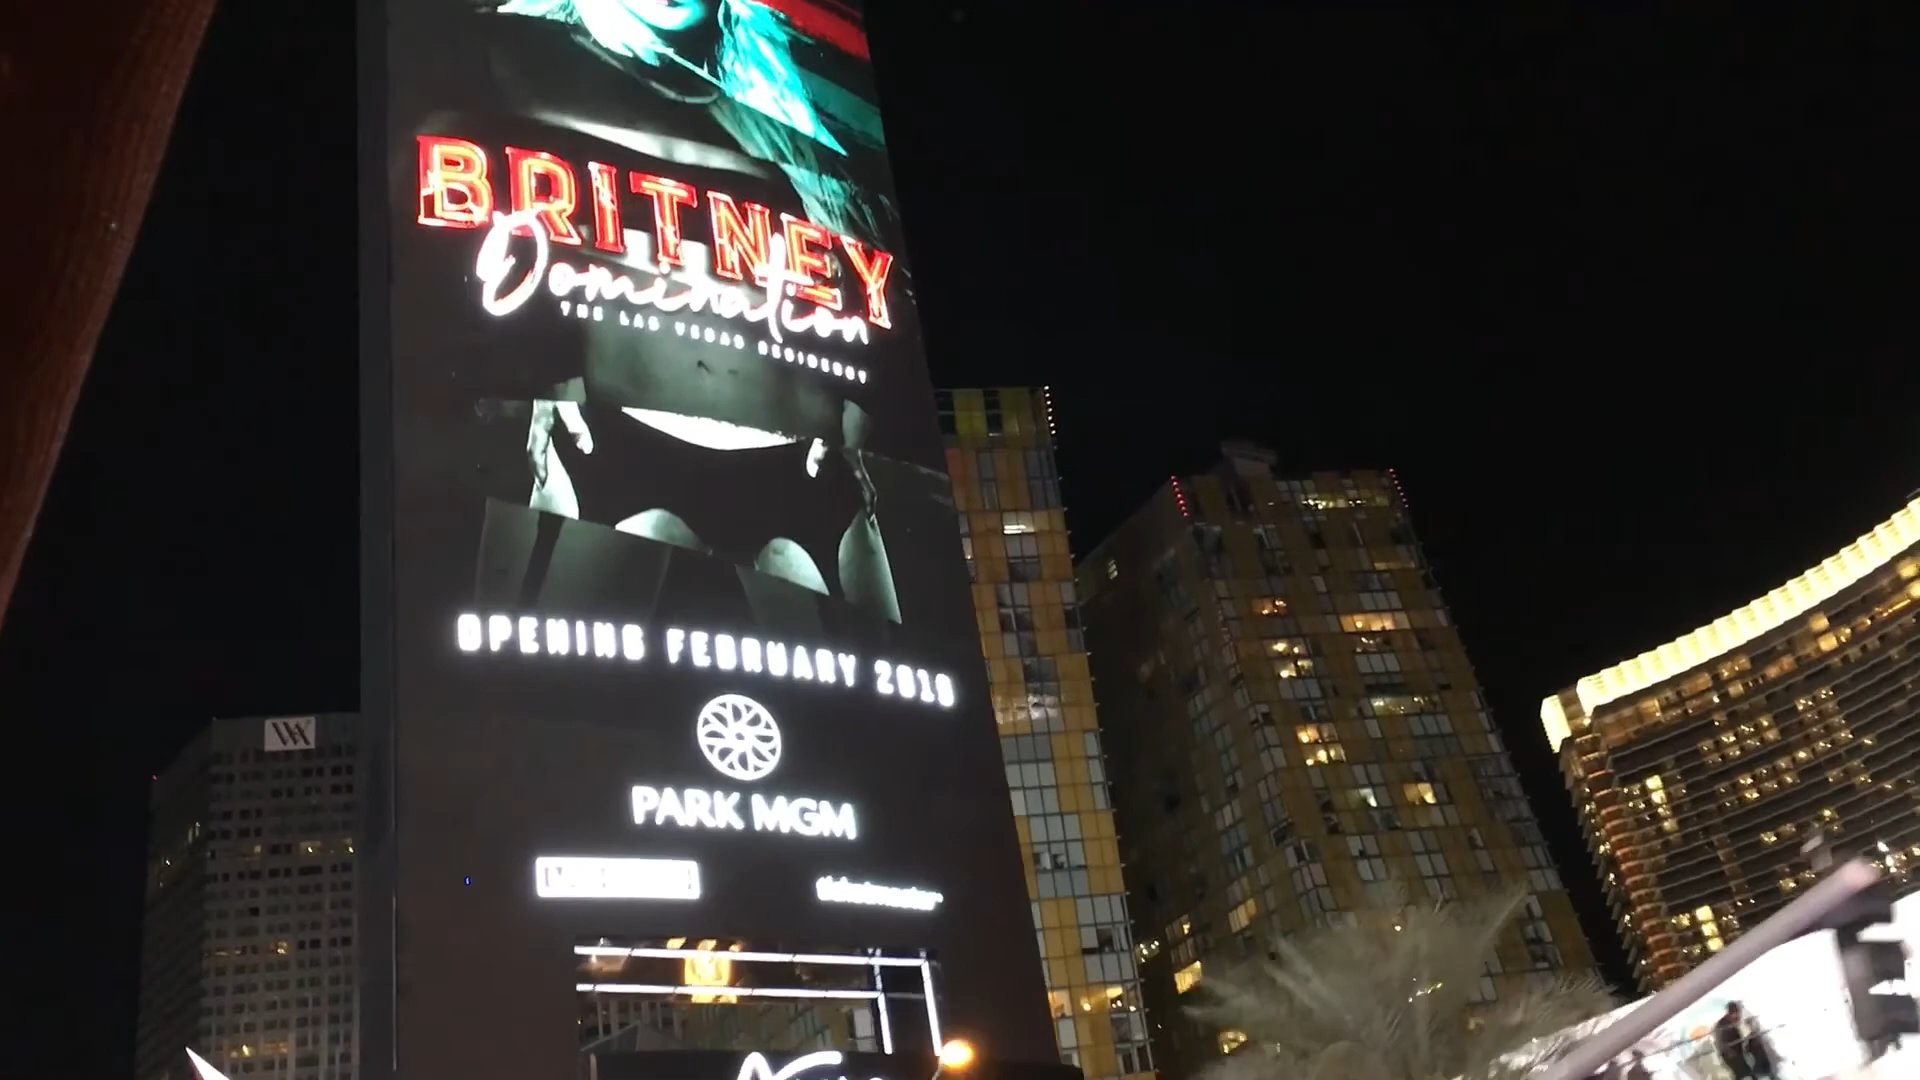 BRITNEY
Domination
THE LAS VEGAS RESIDENCY
OPENING FEBRUARY 2019
PARK MGM
ticketmaster
W